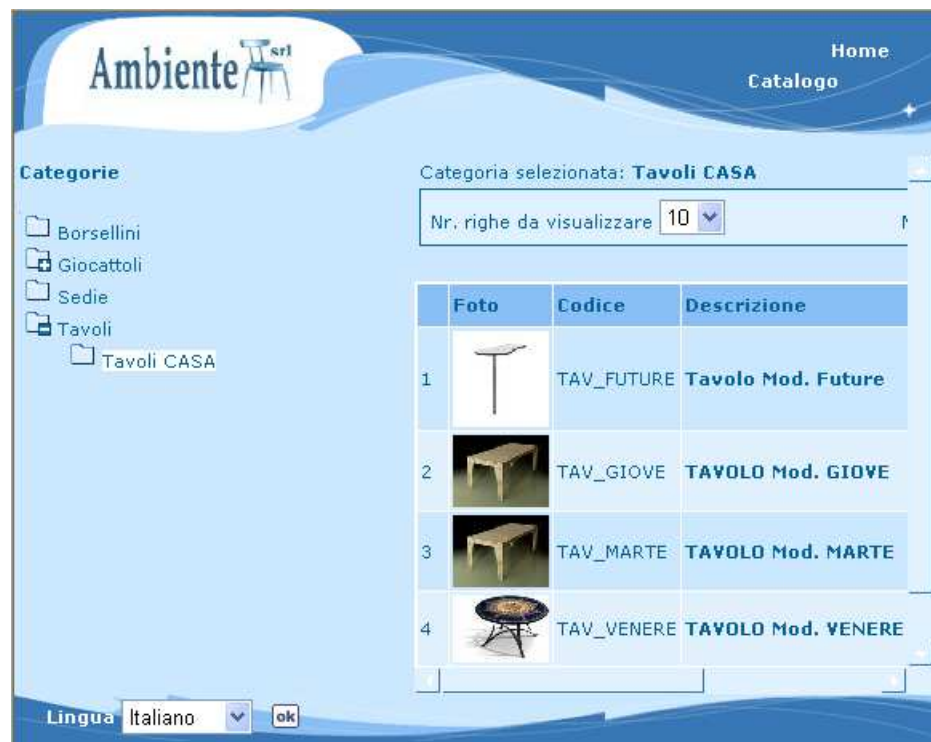 Ambiente srl
Home
Catalogo
Categorie
Borsellini
Giocattoli
Sedie
Tavoli
Tavoli CASA
Categoria selezionata: Tavoli CASA
Nr. righe da visualizzare 10
Foto Codice Descrizione
1 TAV_FUTURE Tavolo Mod. Future
2 TAV_GIOVE TAVOLO Mod. GIOVE
3 TAV_MARTE TAVOLO Mod. MARTE
4 TAV_VENERE TAVOLO Mod. VENERE
Lingua Italiano ok